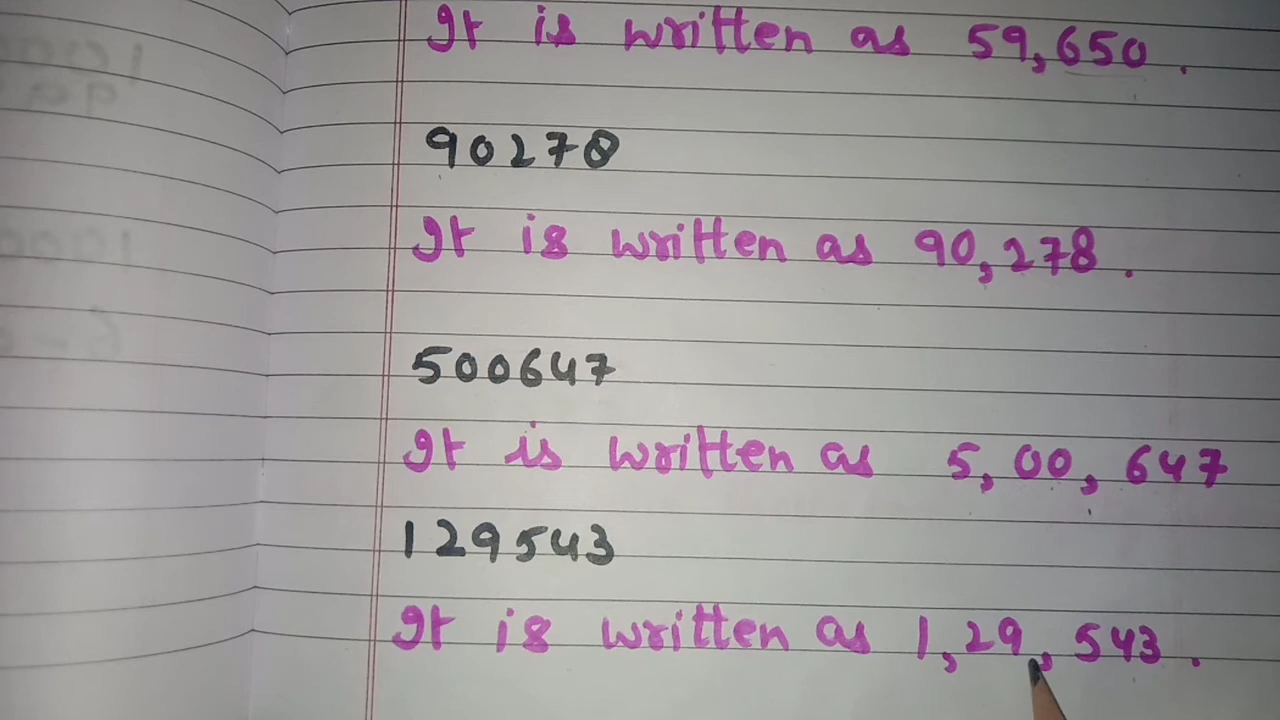 It is written as 59,650.
90278
It is written as 90,278.
500647
It is written as 5,00,647
129543
It is written as 1,29,543.